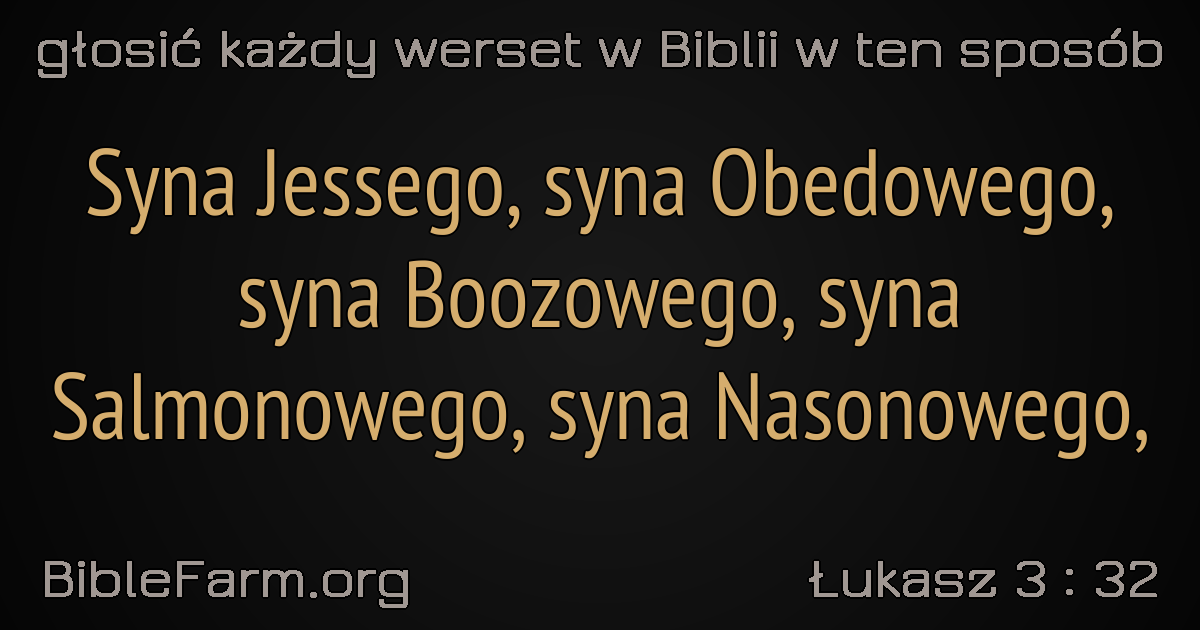 głosić każdy werset w Biblii w ten sposób
Syna Jessego, syna Obedowego,
syna Boozowego, syna
Salmonowego, syna Nasonowego,
BibleFarm.org
Łukasz 3 : 32